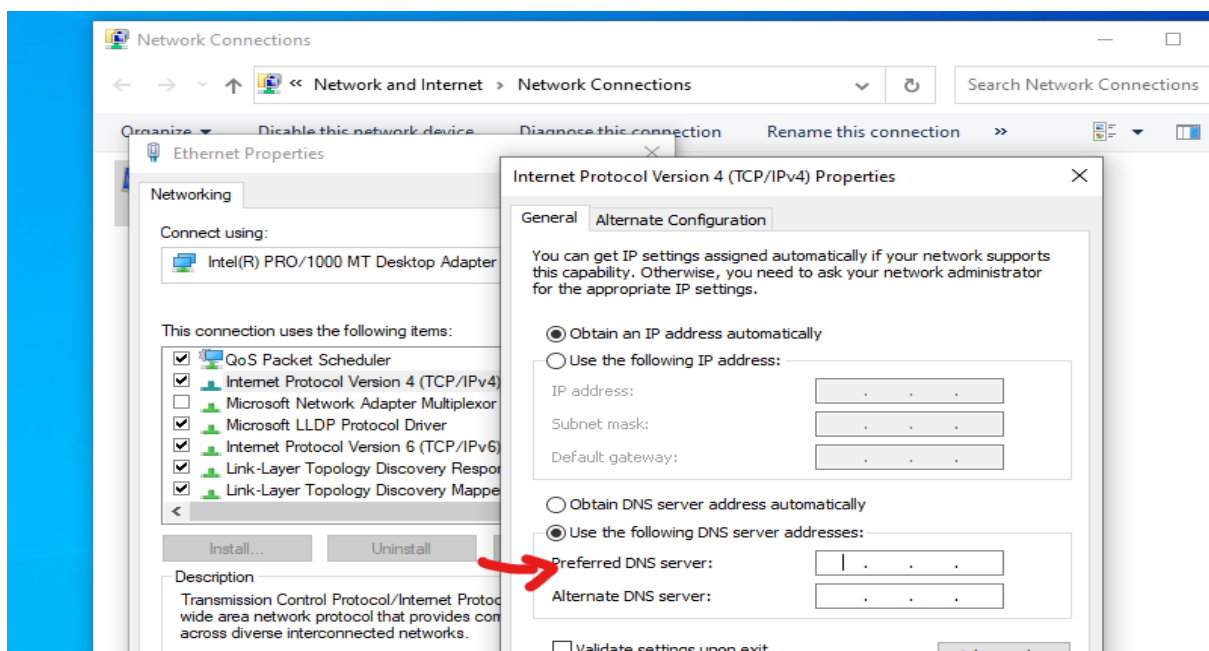 Network Connections
« Network and Internet > Network Connections
Search Network Connections
Organize Disable this network device Diagnose this connection Rename this connection »
Ethernet Properties
Networking
Connect using:
Intel(R) PRO/1000 MT Desktop Adapter
This connection uses the following items:
QoS Packet Scheduler
Internet Protocol Version 4 (TCP/IPv4)
Microsoft Network Adapter Multiplexor
Microsoft LLDP Protocol Driver
Internet Protocol Version 6 (TCP/IPv6)
Link-Layer Topology Discovery Respor
Link-Layer Topology Discovery Mappe
Install...
Uninstall
Description
Transmission Control Protocol/Internet Protoc
wide area network protocol that provides com
across diverse interconnected networks.
Internet Protocol Version 4 (TCP/IPv4) Properties
General
Alternate Configuration
You can get IP settings assigned automatically if your network supports
this capability. Otherwise, you need to ask your network administrator
for the appropriate IP settings.
Obtain an IP address automatically
Use the following IP address:
IP address:
Subnet mask:
Default gateway:
Obtain DNS server address automatically
Use the following DNS server addresses:
Preferred DNS server:
Alternate DNS server:
Validate settings upon exit